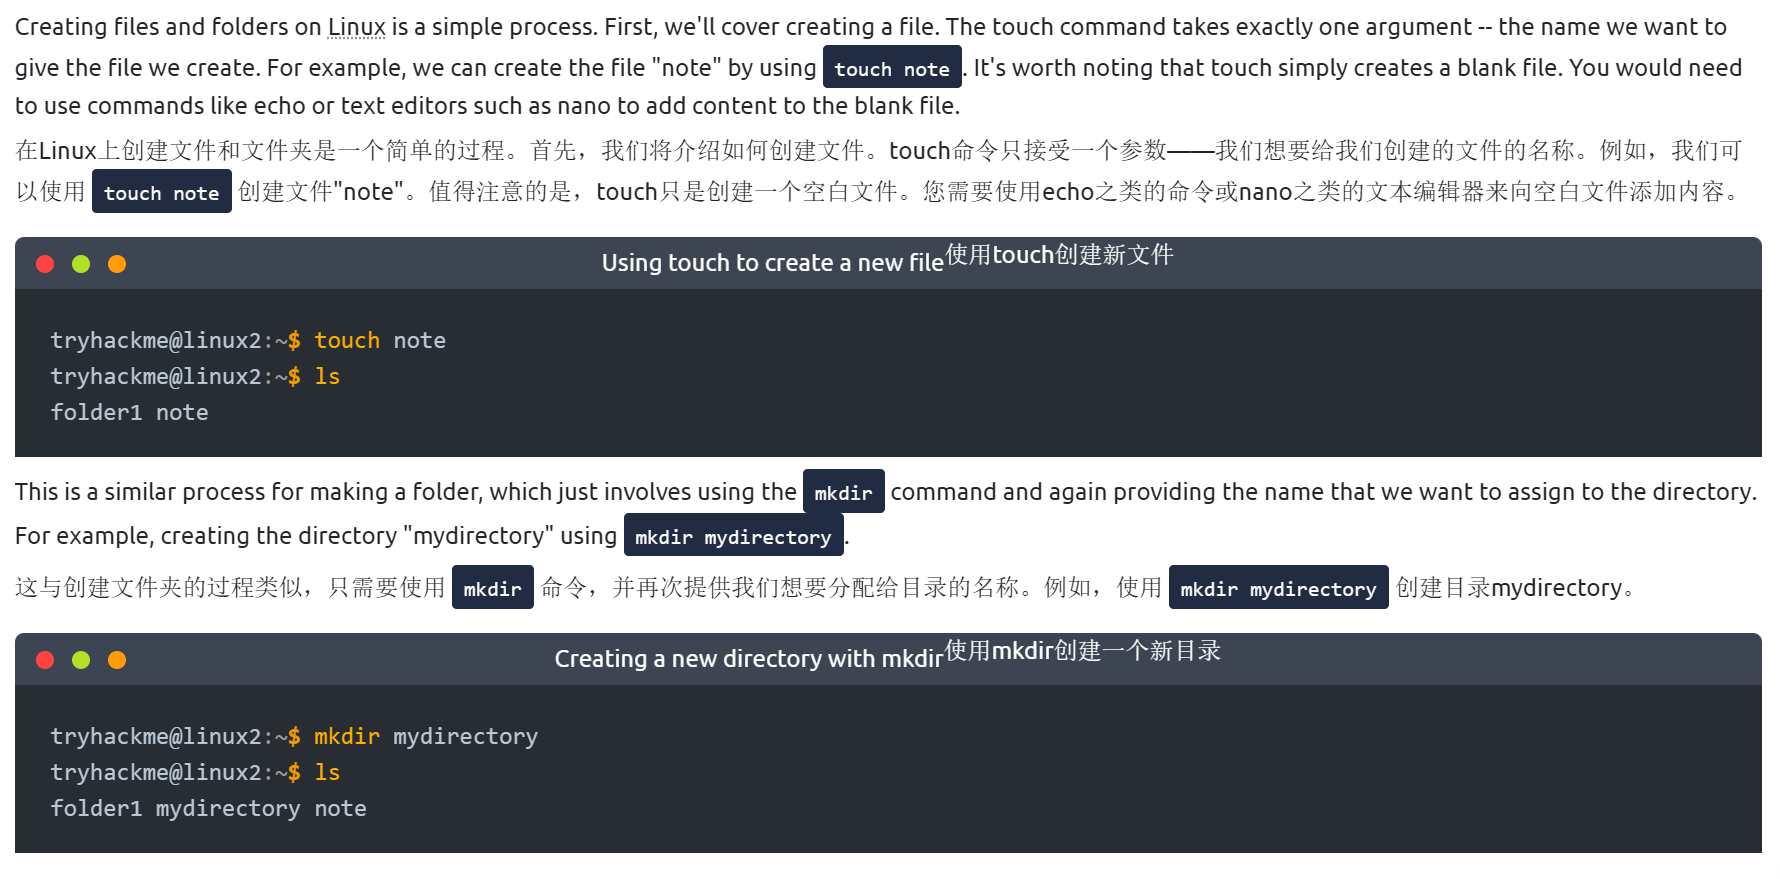 Creating files and folders on Linux is a simple process. First, we'll cover creating a file. The touch command takes exactly one argument -- the name we want to
give the file we create. For example, we can create the file "note" by using touch note. It's worth noting that touch simply creates a blank file. You would need
to use commands like echo or text editors such as nano to add content to the blank file.
在Linux上创建文件和文件夹是一个简单的过程。首先，我们将介绍如何创建文件。touch命令只接受一个参数——我们想要给我们创建的文件的名称。例如，我们可
以使用 touch note 创建文件"note"。值得注意的是，touch只是创建一个空白文件。您需要使用echo之类的命令或nano之类的文本编辑器来向空白文件添加内容。
Using touch to create a new file使用touch创建新文件
tryhackme@linux2:~$ touch note
tryhackme@linux2:~$ ls
folder1 note
This is a similar process for making a folder, which just involves using the mkdir command and again providing the name that we want to assign to the directory.
For example, creating the directory "mydirectory" using mkdir mydirectory.
这与创建文件夹的过程类似，只需要使用 mkdir 命令，并再次提供我们想要分配给目录的名称。例如，使用 mkdir mydirectory 创建目录mydirectory。
Creating a new directory with mkdir使用mkdir创建一个新目录
tryhackme@linux2:~$ mkdir mydirectory
tryhackme@linux2:~$ ls
folder1 mydirectory note